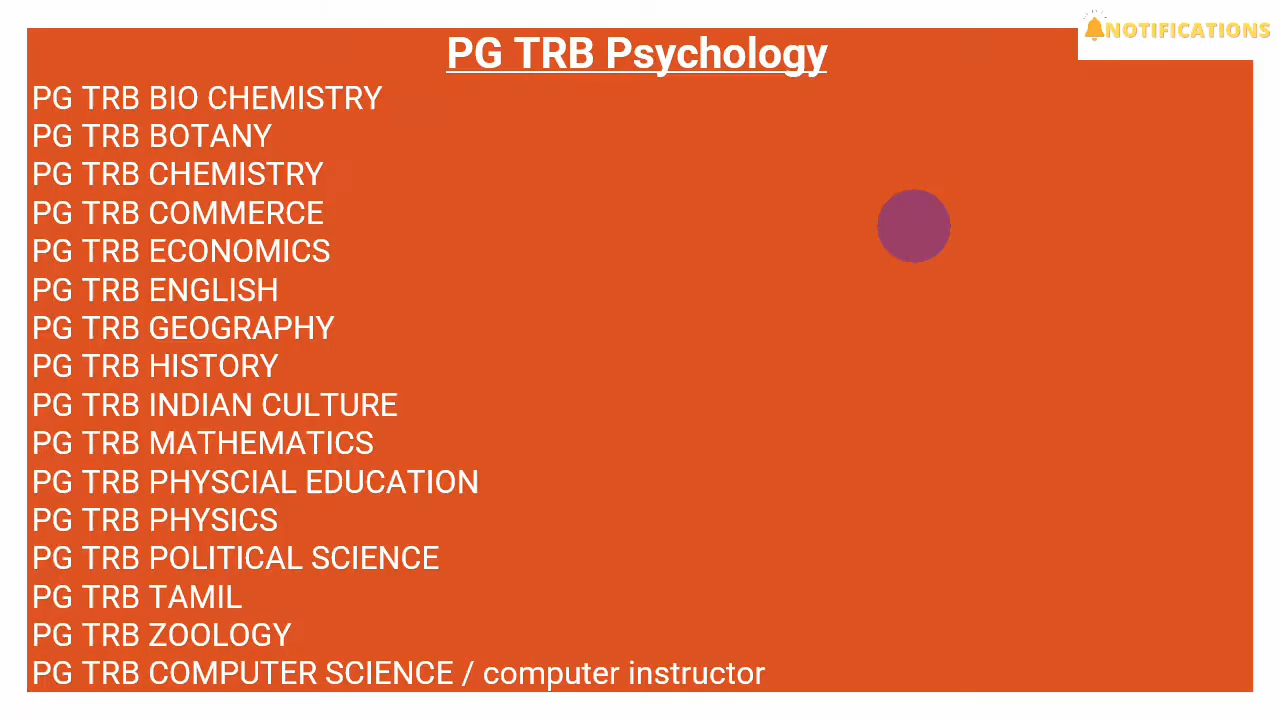 NOTIFICATIONS
PG TRB Psychology
PG TRB BIO CHEMISTRY
PG TRB BOTANY
PG TRB CHEMISTRY
PG TRB COMMERCE
PG TRB ECONOMICS
PG TRB ENGLISH
PG TRB GEOGRAPHY
PG TRB HISTORY
PG TRB INDIAN CULTURE
PG TRB MATHEMATICS
PG TRB PHYSCIAL EDUCATION
PG TRB PHYSICS
PG TRB POLITICAL SCIENCE
PG TRB TAMIL
PG TRB ZOOLOGY
PG TRB COMPUTER SCIENCE / computer instructor